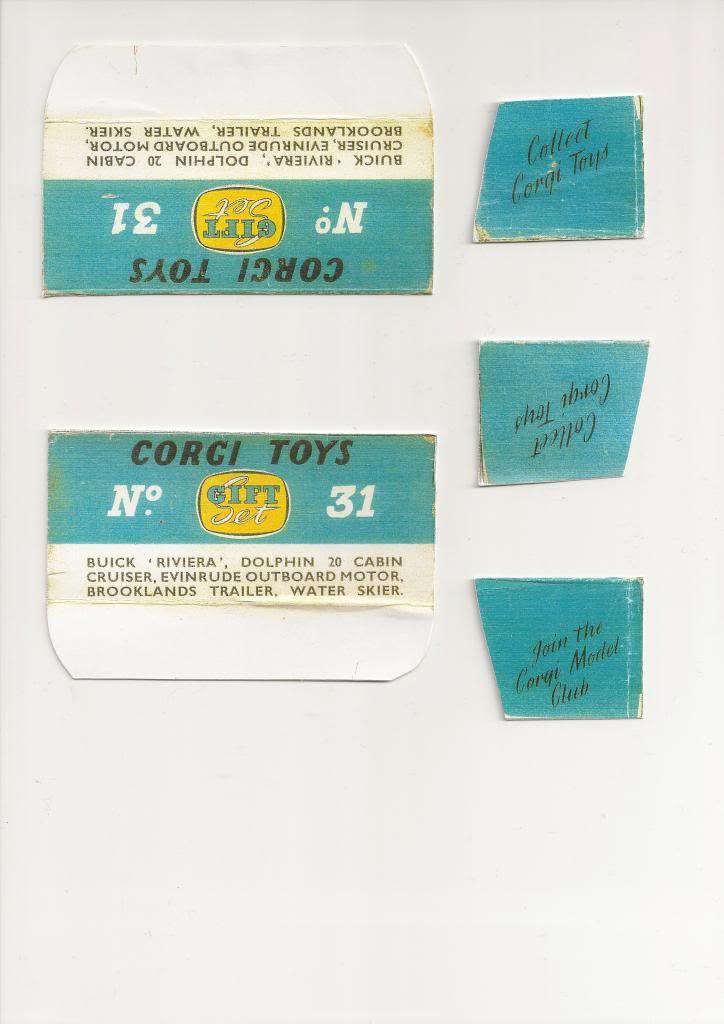 BUICK ‘RIVIERA’, DOLPHIN 20 CABIN
CRUISER, EVINRUDE OUTBOARD MOTOR,
BROOKLANDS TRAILER, WATER SKIER.
Nº 31
GIFT
Set
CORGI TOYS
Collect
Corgi Toys
Collect
Corgi Toys
CORGI TOYS
Nº 31
GIFT
Set
BUICK ‘RIVIERA’, DOLPHIN 20 CABIN
CRUISER, EVINRUDE OUTBOARD MOTOR,
BROOKLANDS TRAILER, WATER SKIER.
Join the
Corgi Model
Club